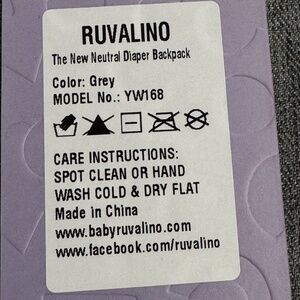 RUVALINO
The New Neutral Diaper Backpack
Color: Grey
MODEL No.: YW168
CARE INSTRUCTIONS:
SPOT CLEAN OR HAND
WASH COLD & DRY FLAT
Made in China
www.babyruvalino.com
www.facebook.com/ruvalino